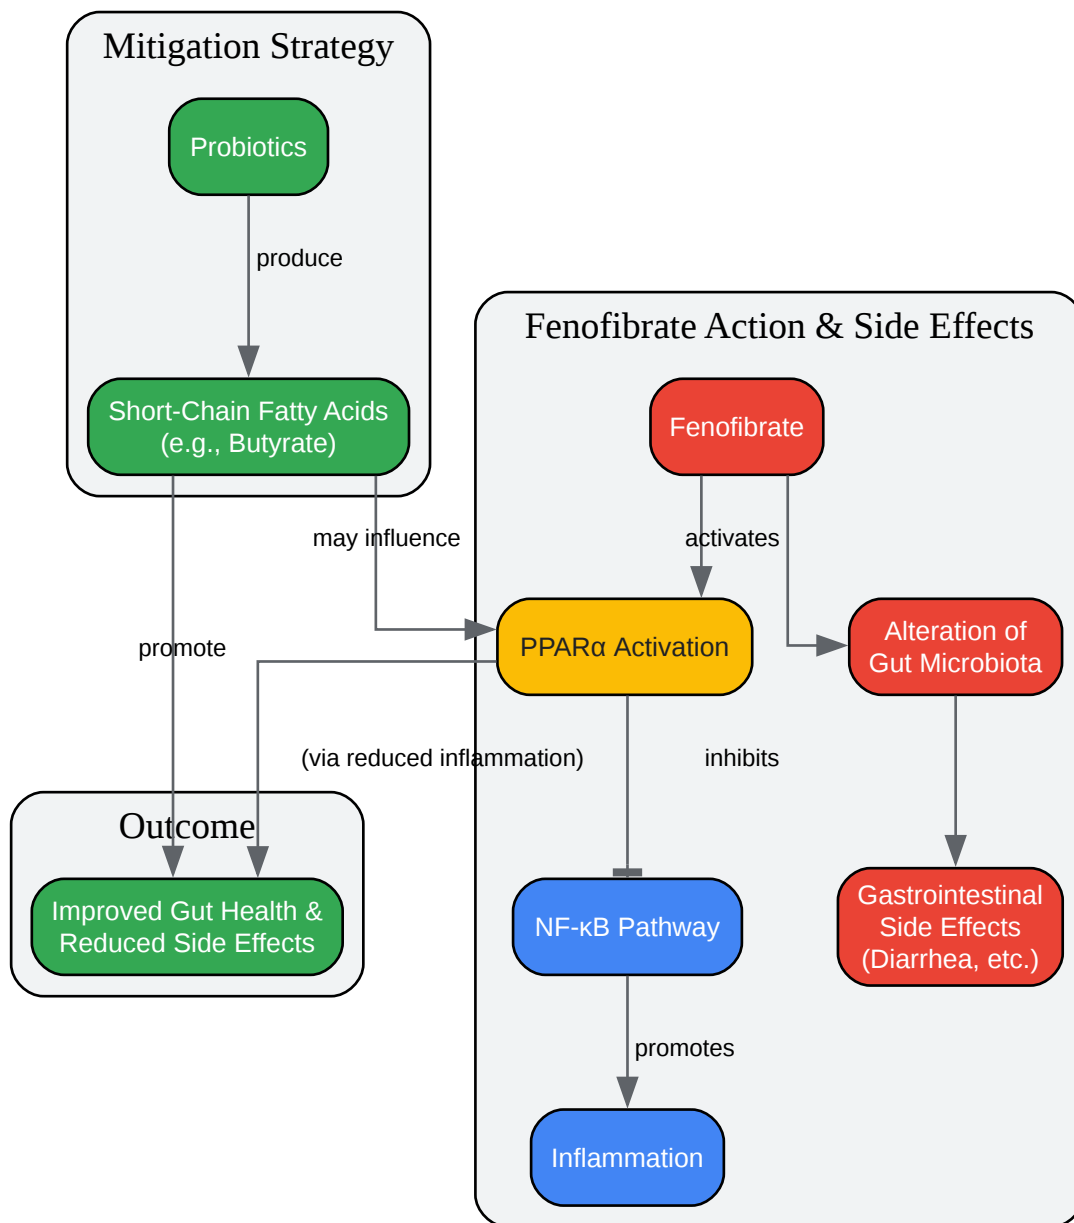 Mitigation Strategy
Probiotics
produce
Short-Chain Fatty Acids
(e.g., Butyrate)
Fenofibrate Action & Side Effects
Fenofibrate
may influence
activates
PPARα Activation
Alteration of
Gut Microbiota
promote
(via reduced inflammation)
inhibits
Outcome
Improved Gut Health &
Reduced Side Effects
NF-κB Pathway
Gastrointestinal
Side Effects
(Diarrhea, etc.)
promotes
Inflammation